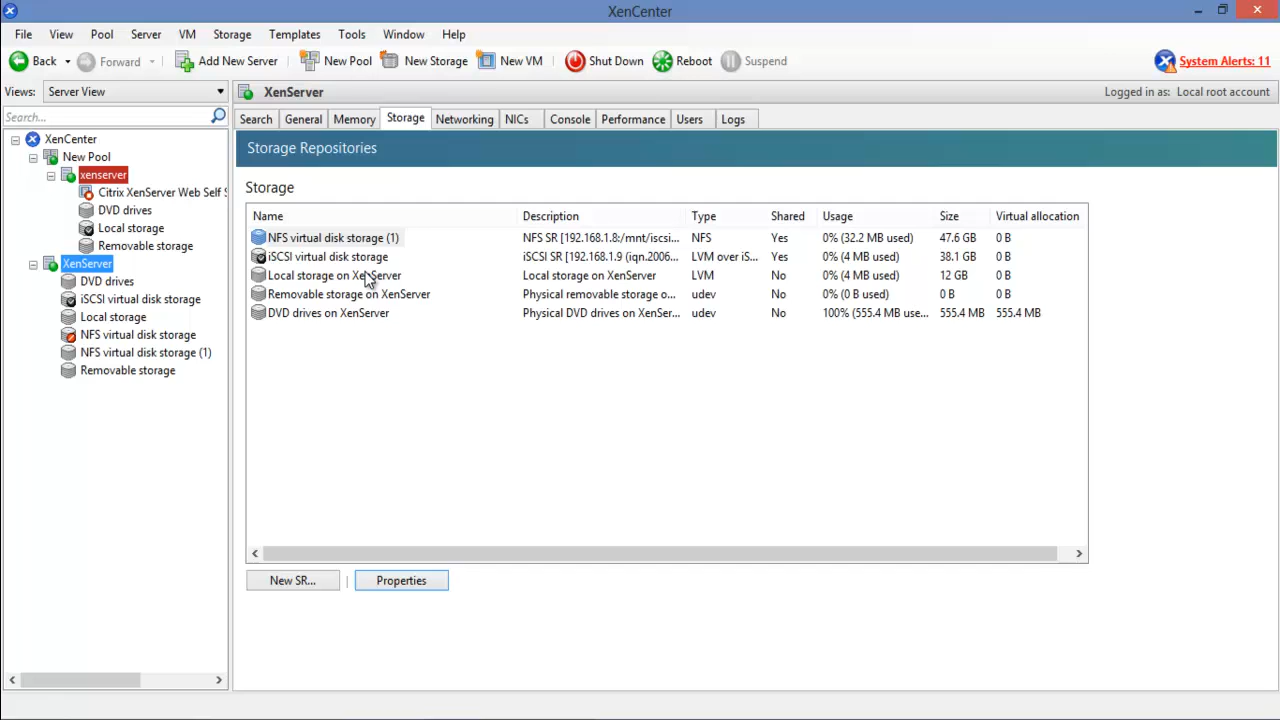 XenCenter
File View Pool Server VM Storage Templates Tools Window Help
Back Forward Add New Server New Pool New Storage New VM Shut Down Reboot Suspend System Alerts: 11
Views: Server View XenServer Logged in as: Local root account
Search...
Search General Memory Storage Networking NICs Console Performance Users Logs
XenCenter
New Pool
xenserver
Citrix XenServer Web Self S
DVD drives
Local storage
Removable storage
XenServer
DVD drives
iSCSI virtual disk storage
Local storage
NFS virtual disk storage
NFS virtual disk storage (1)
Removable storage
Storage Repositories
Storage
Name Description Type Shared Usage Size Virtual allocation
NFS virtual disk storage (1) NFS SR [192.168.1.8:/mnt/iscsi... NFS Yes 0% (32.2 MB used) 47.6 GB 0 B
iSCSI virtual disk storage iSCSI SR [192.168.1.9 (iqn.2006... LVM over iS... Yes 0% (4 MB used) 38.1 GB 0 B
Local storage on XenServer Local storage on XenServer LVM No 0% (4 MB used) 12 GB 0 B
Removable storage on XenServer Physical removable storage o... udev No 0% (0 B used) 0 B 0 B
DVD drives on XenServer Physical DVD drives on XenSer... udev No 100% (555.4 MB use... 555.4 MB 555.4 MB
New SR... Properties